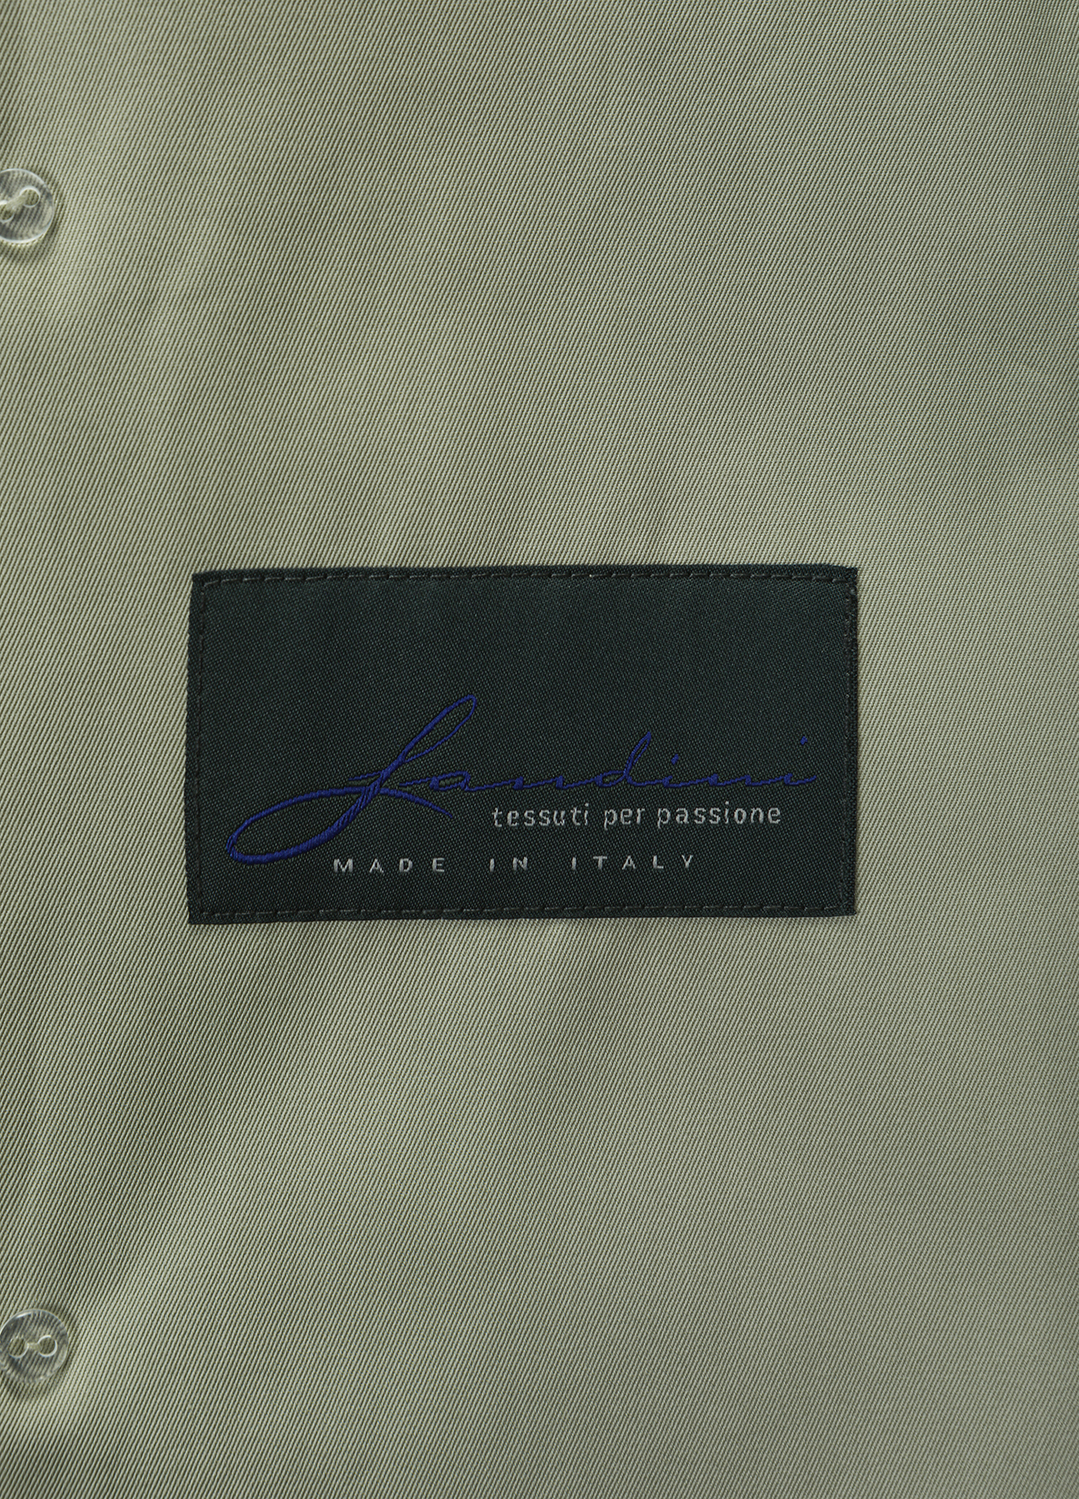 Landini
tessuti per passione
MADE IN ITALY